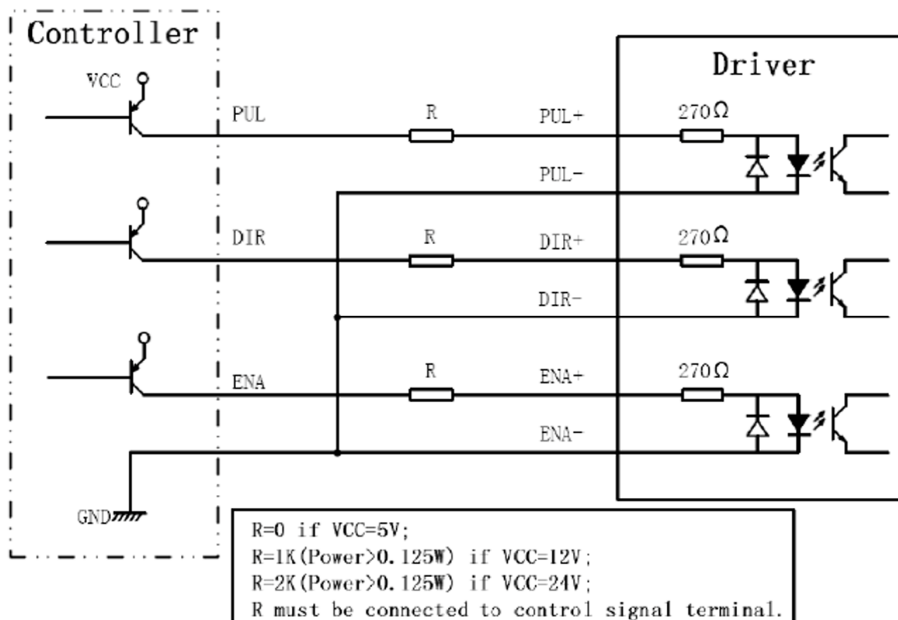 Controller
Driver
VCC
PUL
R
PUL+
270Ω
PUL-
DIR
R
DIR+
270Ω
DIR-
ENA
R
ENA+
270Ω
ENA-
GND
R=0 if VCC=5V;
R=1K(Power>0.125W) if VCC=12V;
R=2K(Power>0.125W) if VCC=24V;
R must be connected to control signal terminal.